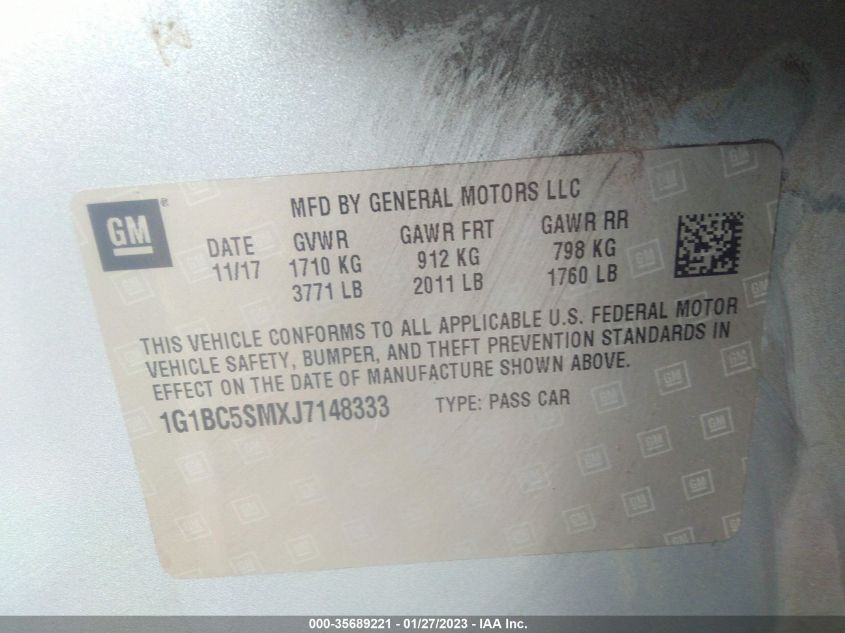 GM ®
MFD BY GENERAL MOTORS LLC
DATE GVWR GAWR FRT GAWR RR
11/17 1710 KG 912 KG 798 KG
3771 LB 2011 LB 1760 LB
THIS VEHICLE CONFORMS TO ALL APPLICABLE U.S. FEDERAL MOTOR
VEHICLE SAFETY, BUMPER, AND THEFT PREVENTION STANDARDS IN
EFFECT ON THE DATE OF MANUFACTURE SHOWN ABOVE.
1G1BC5SMXJ7148333 TYPE: PASS CAR
000-35689221 - 01/27/2023 - IAA Inc.